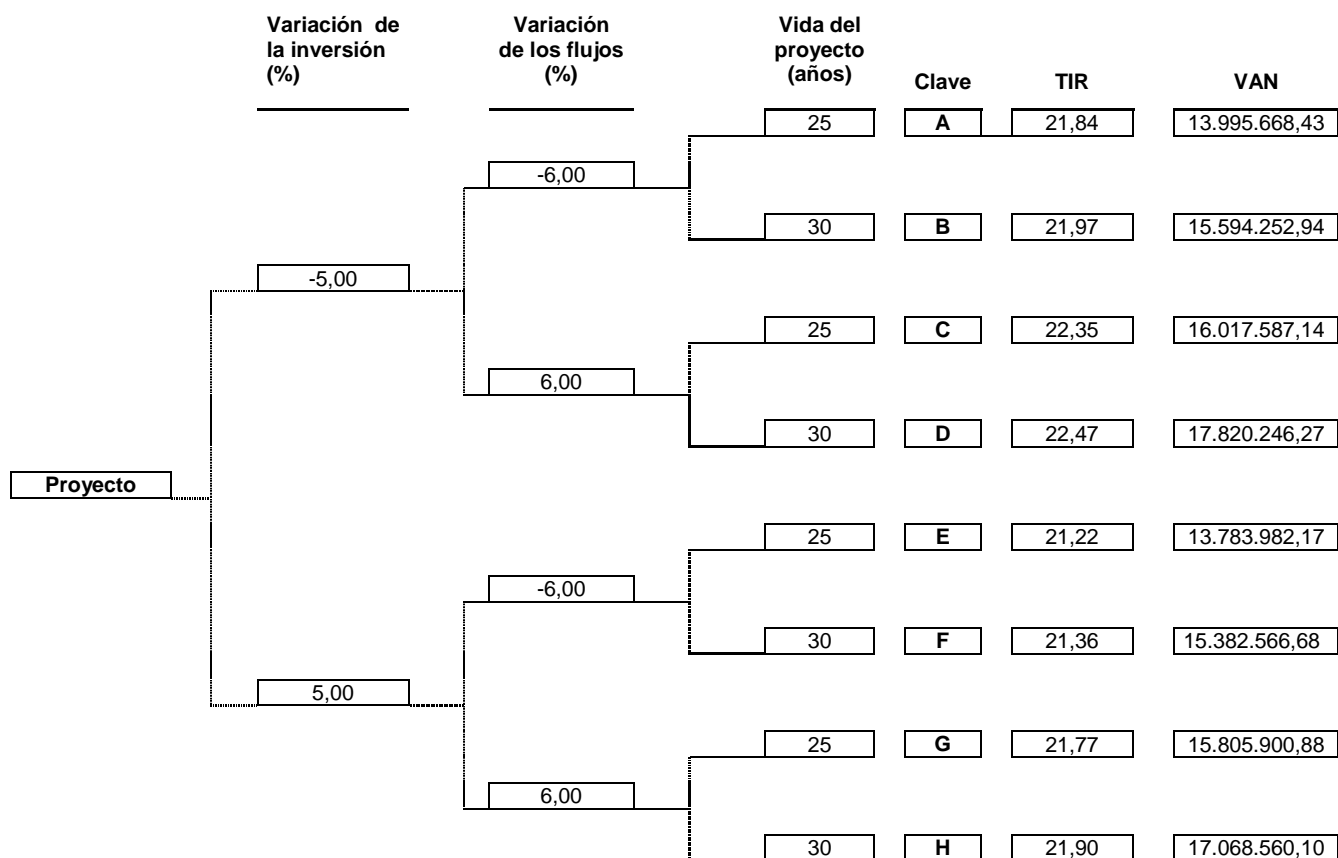 Variación de
la inversión
(%)
Variación
de los flujos
(%)
Vida del
proyecto
(años)
Clave
TIR
VAN
25 A 21,84 13.995.668,43
-6,00
30 B 21,97 15.594.252,94
-5,00
25 C 22,35 16.017.587,14
6,00
30 D 22,47 17.820.246,27
Proyecto
25 E 21,22 13.783.982,17
-6,00
30 F 21,36 15.382.566,68
5,00
25 G 21,77 15.805.900,88
6,00
30 H 21,90 17.068.560,10